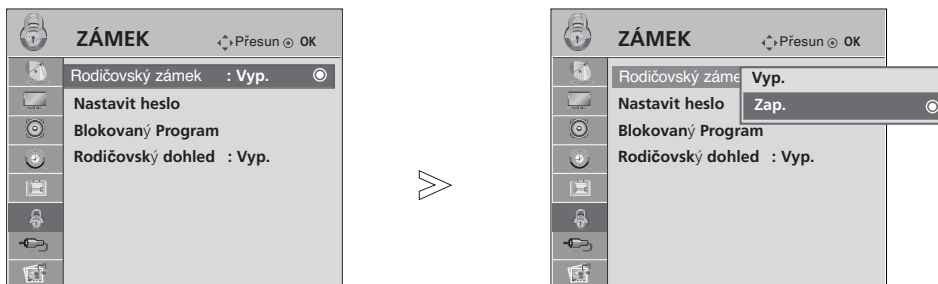 ZÁMEK Přesun OK
Rodičovský zámek : Vyp.
Nastavit heslo
Blokovaný Program
Rodičovský dohled : Vyp.
ZÁMEK Přesun OK
Rodičovský záme
Vyp.
Nastavit heslo
Zap.
Blokovaný Program
Rodičovský dohled : Vyp.